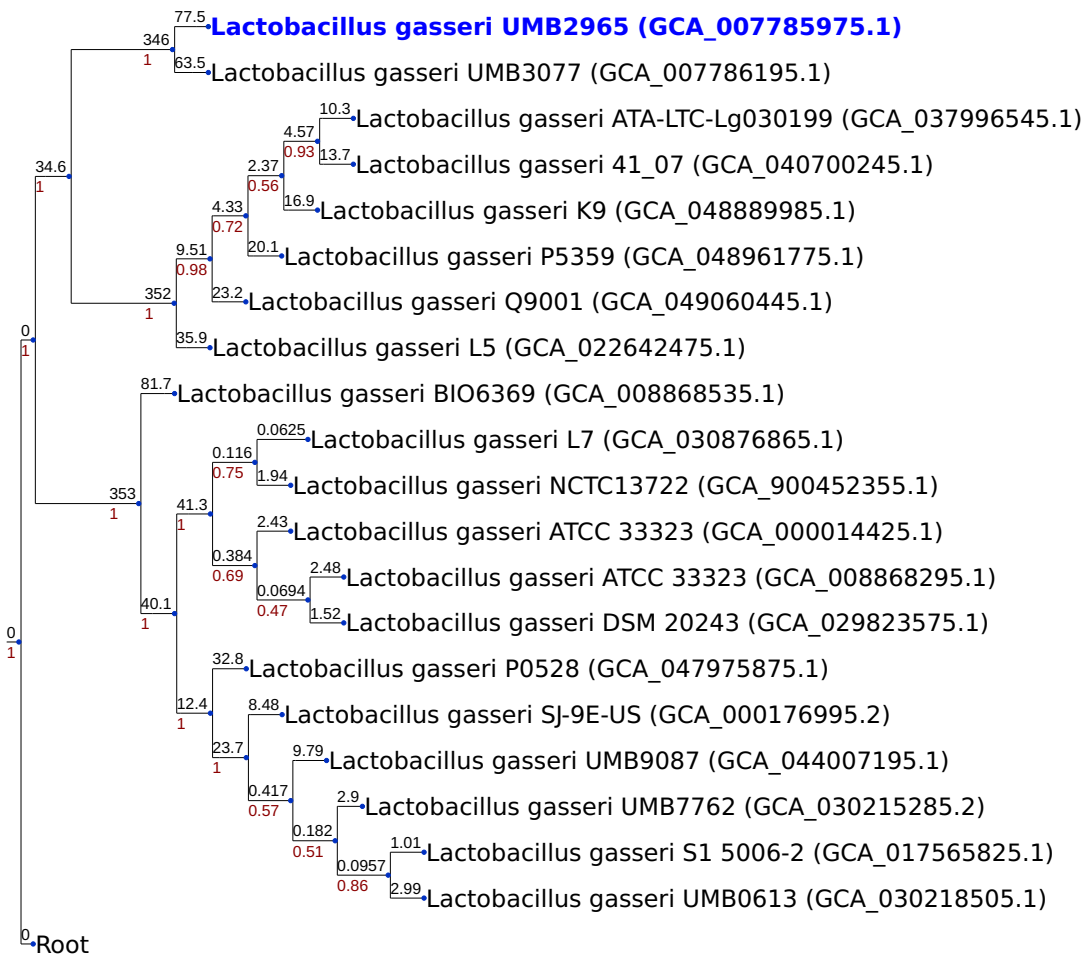 77.5
Lactobacillus gasseri UMB2965 (GCA_007785975.1)
346
1
63.5
Lactobacillus gasseri UMB3077 (GCA_007786195.1)
10.3
Lactobacillus gasseri ATA-LTC-Lg030199 (GCA_037996545.1)
4.57
0.93
13.7
Lactobacillus gasseri 41_07 (GCA_040700245.1)
2.37
0.56
34.6
1
16.9
Lactobacillus gasseri K9 (GCA_048889985.1)
4.33
0.72
20.1
Lactobacillus gasseri P5359 (GCA_048961775.1)
9.51
0.98
23.2
Lactobacillus gasseri Q9001 (GCA_049060445.1)
352
1
35.9
Lactobacillus gasseri L5 (GCA_022642475.1)
0
1
81.7
Lactobacillus gasseri BIO6369 (GCA_008868535.1)
0.0625
Lactobacillus gasseri L7 (GCA_030876865.1)
0.116
0.75
1.94
Lactobacillus gasseri NCTC13722 (GCA_900452355.1)
353
1
41.3
1
2.43
Lactobacillus gasseri ATCC 33323 (GCA_000014425.1)
0.384
0.69
2.48
Lactobacillus gasseri ATCC 33323 (GCA_008868295.1)
0.0694
0.47
1.52
Lactobacillus gasseri DSM 20243 (GCA_029823575.1)
40.1
1
0
1
32.8
Lactobacillus gasseri P0528 (GCA_047975875.1)
12.4
1
8.48
Lactobacillus gasseri SJ-9E-US (GCA_000176995.2)
23.7
1
9.79
Lactobacillus gasseri UMB9087 (GCA_044007195.1)
0.417
0.57
2.9
Lactobacillus gasseri UMB7762 (GCA_030215285.2)
0.182
0.51
1.01
Lactobacillus gasseri S1 5006-2 (GCA_017565825.1)
0.0957
0.86
2.99
Lactobacillus gasseri UMB0613 (GCA_030218505.1)
0
Root